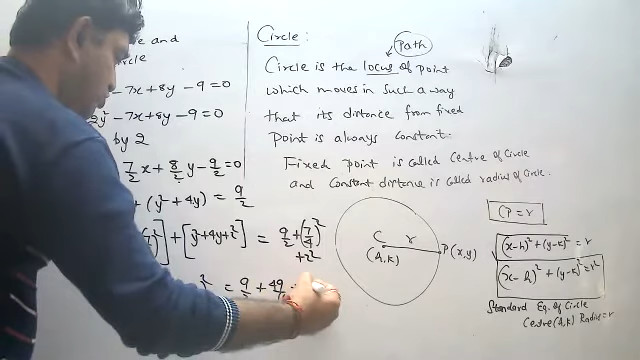 e and
rcle
- 7x + 8y - 9 = 0
2y² - 7x + 8y - 9 = 0
by 2
7/2 x + 8/2 y - 9/2 = 0
+ (y² + 4y) = 9/2
] + [y² + 4y + 2²] = 9/2 + (7/4)²
+ 2²
² = 9/2 + 49/
Circle :
Path
Circle is the locus of point
which moves in such a way
that its distance from fixed
point is always constant.
Fixed point is called Centre of Circle
and constant distance is called radius of circle.
C r
(h, k) P(x, y)
CP = r
√(x-h)² + (y-k)² = r
(x-h)² + (y-k)² = r²
Standard Eq. of Circle
Centre (h, k) Radius = r